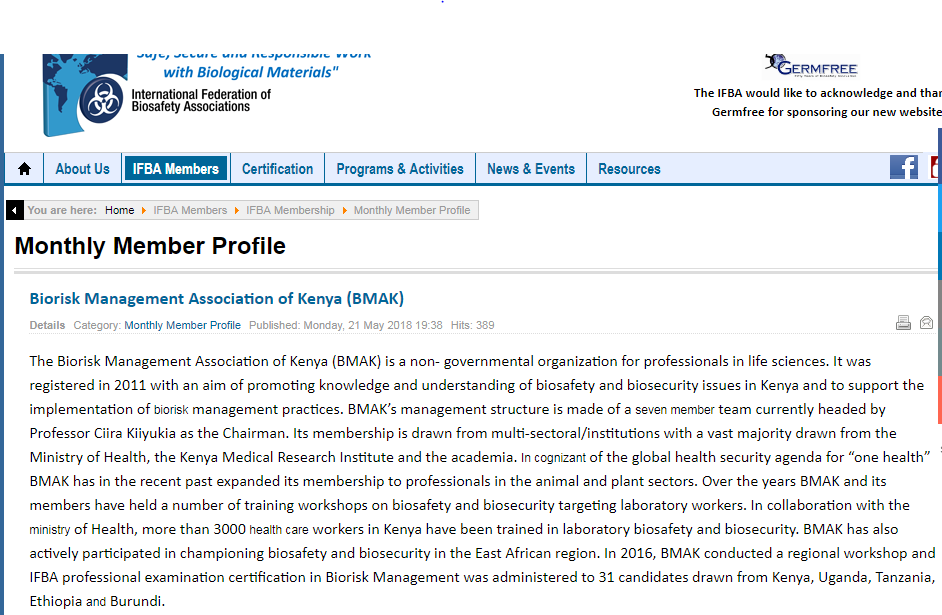 "Safe, Secure and Responsible Work
with Biological Materials"
International Federation of
Biosafety Associations
GERMFREE
The IFBA would like to acknowledge and than
Germfree for sponsoring our new website
About Us IFBA Members Certification Programs & Activities News & Events Resources
You are here: Home IFBA Members IFBA Membership Monthly Member Profile
Monthly Member Profile
Biorisk Management Association of Kenya (BMAK)
Details Category: Monthly Member Profile Published: Monday, 21 May 2018 19:38 Hits: 389
The Biorisk Management Association of Kenya (BMAK) is a non- governmental organization for professionals in life sciences. It was
registered in 2011 with an aim of promoting knowledge and understanding of biosafety and biosecurity issues in Kenya and to support the
implementation of biorisk management practices. BMAK's management structure is made of a seven member team currently headed by
Professor Ciira Kiiyukia as the Chairman. Its membership is drawn from multi-sectoral/institutions with a vast majority drawn from the
Ministry of Health, the Kenya Medical Research Institute and the academia. In cognizant of the global health security agenda for “one health”
BMAK has in the recent past expanded its membership to professionals in the animal and plant sectors. Over the years BMAK and its
members have held a number of training workshops on biosafety and biosecurity targeting laboratory workers. In collaboration with the
ministry of Health, more than 3000 health care workers in Kenya have been trained in laboratory biosafety and biosecurity. BMAK has also
actively participated in championing biosafety and biosecurity in the East African region. In 2016, BMAK conducted a regional workshop and
IFBA professional examination certification in Biorisk Management was administered to 31 candidates drawn from Kenya, Uganda, Tanzania,
Ethiopia and Burundi.